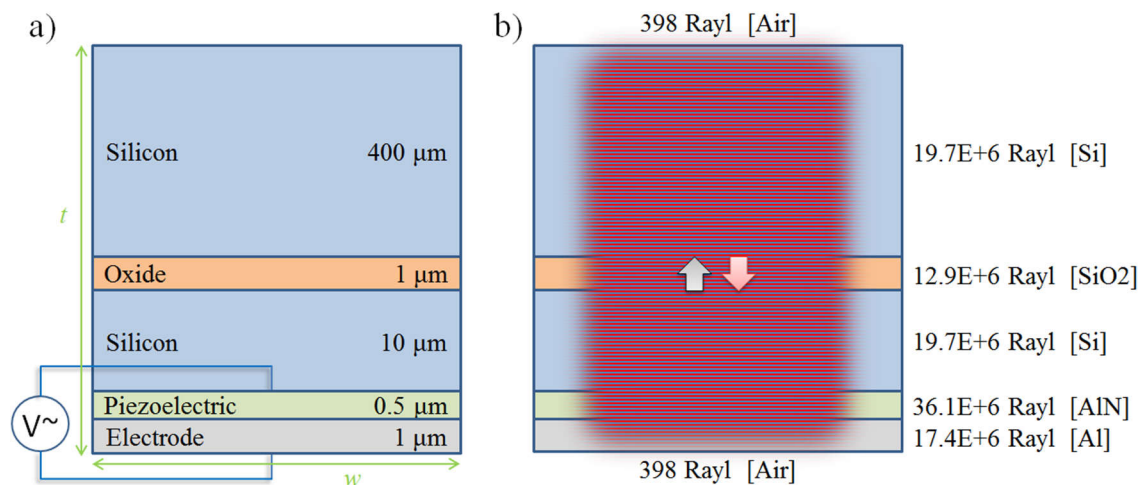 a)
t
Silicon 400 μm
Oxide 1 μm
Silicon 10 μm
Piezoelectric 0.5 μm
Electrode 1 μm
V~
w
b)
398 Rayl [Air]
19.7E+6 Rayl [Si]
12.9E+6 Rayl [SiO2]
19.7E+6 Rayl [Si]
36.1E+6 Rayl [AlN]
17.4E+6 Rayl [Al]
398 Rayl [Air]